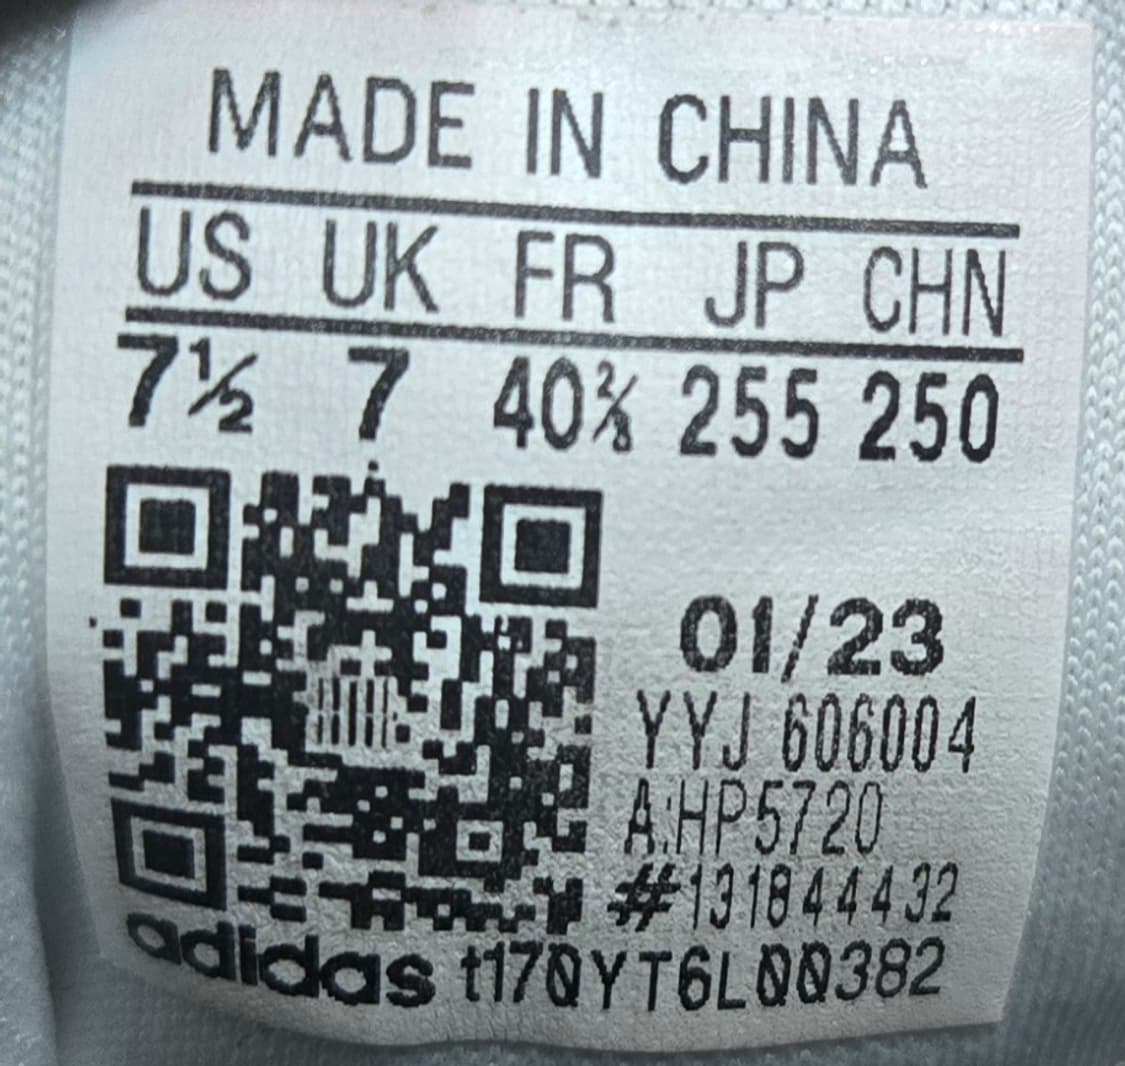 MADE IN CHINA
US UK FR JP CHN
7½ 7 40⅔ 255 250
01/23
YYJ 606004
A:HP5720
#131844432
adidas t170YT6L00382